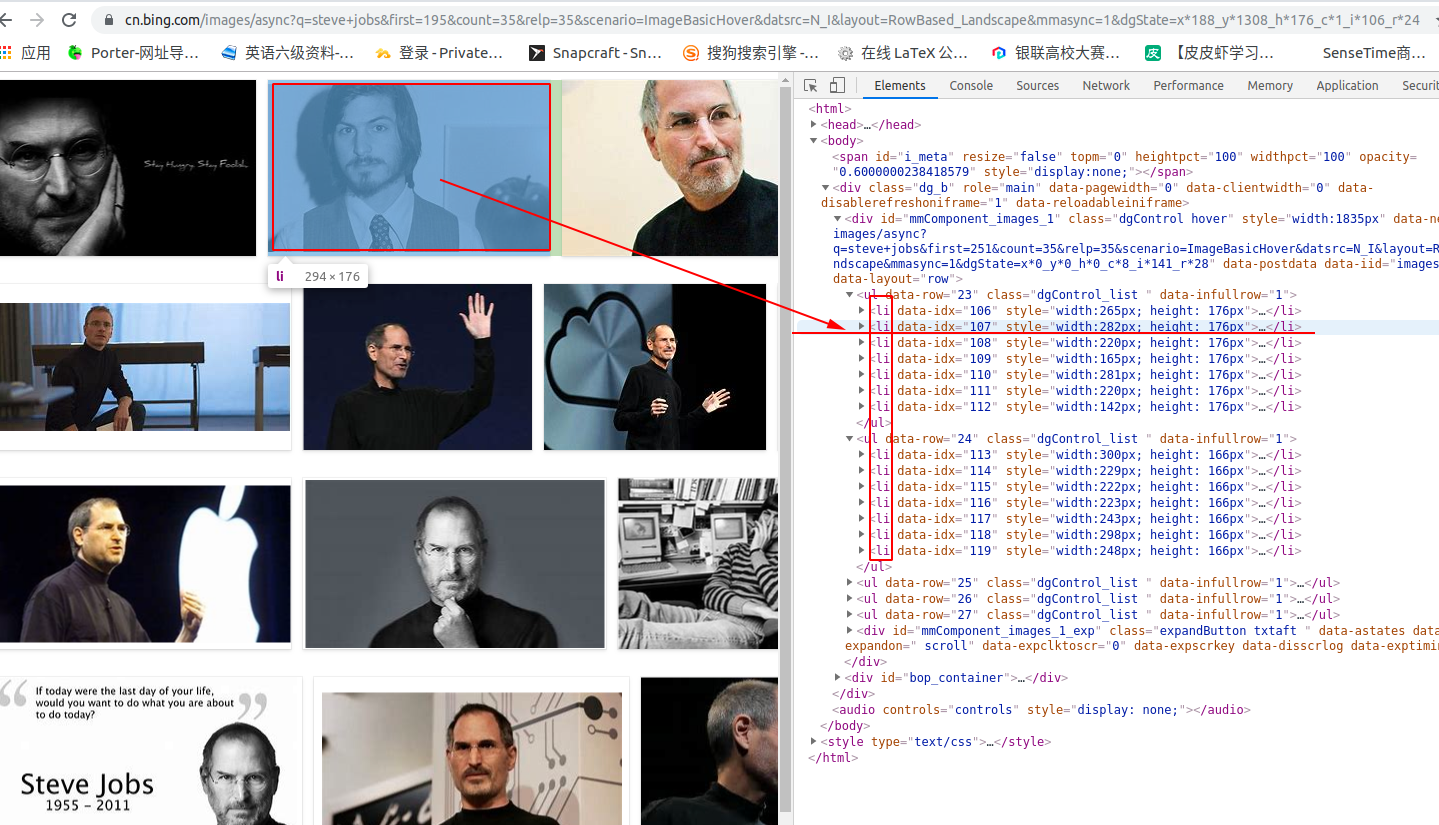 cn.bing.com/images/async?q=steve+jobs&first=195&count=35&relp=35&scenario=ImageBasicHover&datsrc=N_I&layout=RowBased_Landscape&mmasync=1&dgState=x*188_y*1308_h*176_c*1_i*106_r*24
应用 Porter-网址导… 英语六级资料-… 登录 - Private… Snapcraft - Sn… 搜狗搜索引擎 -… 在线 LaTeX 公… 银联高校大赛… 皮 【皮皮虾学习… SenseTime商…
Elements Console Sources Network Performance Memory Application Securit
Stay Hungry. Stay Foolish.
li 294 × 176
If today were the last day of your life,
would you want to do what you are about
to do today?
Steve Jobs
1955 – 2011
<html>
<head>…</head>
<body>
<span id="i_meta" resize="false" topm="0" heightpct="100" widthpct="100" opacity=
"0.6000000238418579" style="display:none;"></span>
<div class="dg_b" role="main" data-pagewidth="0" data-clientwidth="0" data-
disablerefreshoniframe="1" data-reloadableiniframe>
<div id="mmComponent_images_1" class="dgControl hover" style="width:1835px" data-ne
images/async?
q=steve+jobs&first=251&count=35&relp=35&scenario=ImageBasicHover&datsrc=N_I&layout=R
ndscape&mmasync=1&dgState=x*0_y*0_h*0_c*8_i*141_r*28" data-postdata data-iid="images
data-layout="row">
<ul data-row="23" class="dgControl_list " data-infullrow="1">
<li data-idx="106" style="width:265px; height: 176px">…</li>
<li data-idx="107" style="width:282px; height: 176px">…</li>
<li data-idx="108" style="width:220px; height: 176px">…</li>
<li data-idx="109" style="width:165px; height: 176px">…</li>
<li data-idx="110" style="width:281px; height: 176px">…</li>
<li data-idx="111" style="width:220px; height: 176px">…</li>
<li data-idx="112" style="width:142px; height: 176px">…</li>
</ul>
<ul data-row="24" class="dgControl_list " data-infullrow="1">
<li data-idx="113" style="width:300px; height: 166px">…</li>
<li data-idx="114" style="width:229px; height: 166px">…</li>
<li data-idx="115" style="width:222px; height: 166px">…</li>
<li data-idx="116" style="width:223px; height: 166px">…</li>
<li data-idx="117" style="width:243px; height: 166px">…</li>
<li data-idx="118" style="width:298px; height: 166px">…</li>
<li data-idx="119" style="width:248px; height: 166px">…</li>
</ul>
<ul data-row="25" class="dgControl_list " data-infullrow="1">…</ul>
<ul data-row="26" class="dgControl_list " data-infullrow="1">…</ul>
<ul data-row="27" class="dgControl_list " data-infullrow="1">…</ul>
<div id="mmComponent_images_1_exp" class="expandButton txtaft " data-astates data
expandon=" scroll" data-expclktoscr="0" data-expscrkey data-disscrlog data-exptimin
</div>
<div id="bop_container">…</div>
</div>
<audio controls="controls" style="display: none;"></audio>
</body>
<style type="text/css">…</style>
</html>